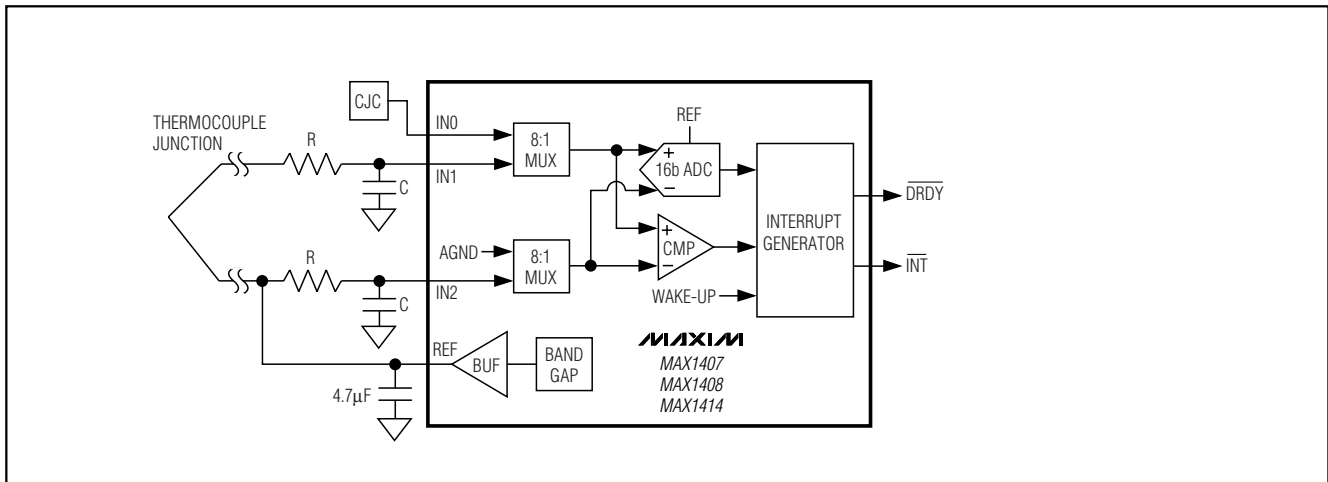 THERMOCOUPLE
JUNCTION
R
C
R
C
4.7µF
CJC
IN0
IN1
AGND
IN2
REF
8:1
MUX
8:1
MUX
BUF
BAND
GAP
REF
+
16b ADC
−
+
CMP
−
WAKE-UP
INTERRUPT
GENERATOR
DRDY
INT
MAXIM
MAX1407
MAX1408
MAX1414